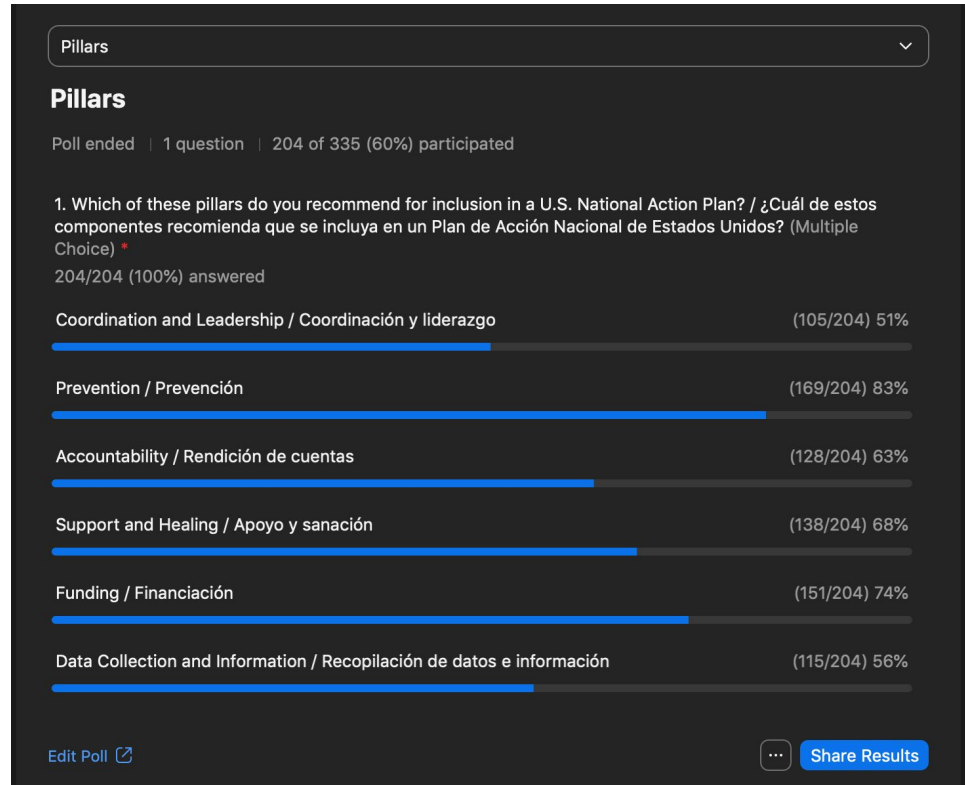 Pillars
Pillars
Poll ended | 1 question | 204 of 335 (60%) participated
1. Which of these pillars do you recommend for inclusion in a U.S. National Action Plan? / ¿Cuál de estos
componentes recomienda que se incluya en un Plan de Acción Nacional de Estados Unidos? (Multiple
Choice) *
204/204 (100%) answered
Coordination and Leadership / Coordinación y liderazgo (105/204) 51%
Prevention / Prevención (169/204) 83%
Accountability / Rendición de cuentas (128/204) 63%
Support and Healing / Apoyo y sanación (138/204) 68%
Funding / Financiación (151/204) 74%
Data Collection and Information / Recopilación de datos e información (115/204) 56%
Edit Poll ... Share Results